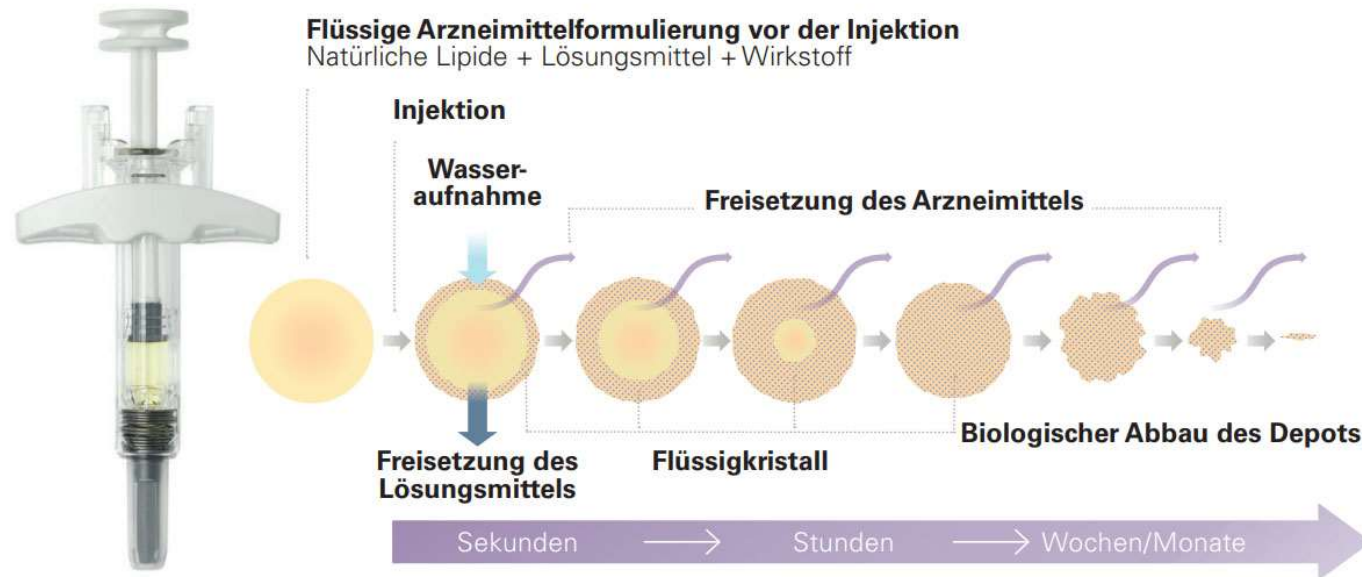 Flüssige Arzneimittelformulierung vor der Injektion
Natürliche Lipide + Lösungsmittel + Wirkstoff
Injektion
Wasser-
aufnahme
Freisetzung des Arzneimittels
Biologischer Abbau des Depots
Freisetzung des
Lösungsmittels
Flüssigkristall
Sekunden → Stunden → Wochen/Monate